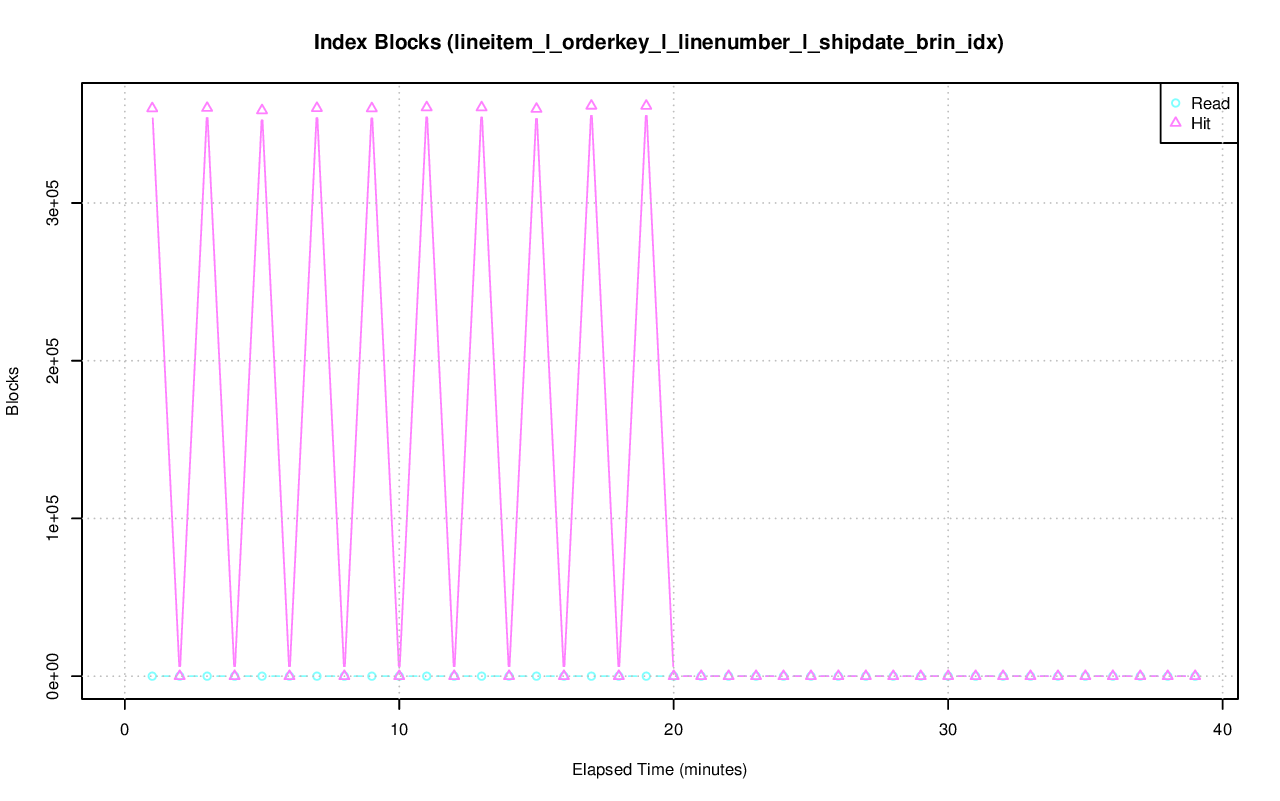 Index Blocks (lineitem_l_orderkey_l_linenumber_l_shipdate_brin_idx)
Read
Hit
Blocks
3e+05
2e+05
1e+05
0e+00
0 10 20 30 40
Elapsed Time (minutes)